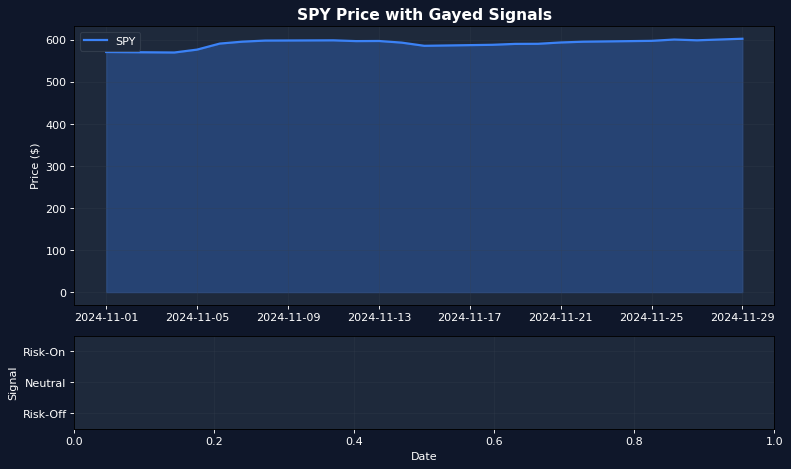 SPY Price with Gayed Signals
SPY
600
500
400
300
200
100
0
Price ($)
2024-11-01 2024-11-05 2024-11-09 2024-11-13 2024-11-17 2024-11-21 2024-11-25 2024-11-29
Risk-On
Neutral
Risk-Off
Signal
0.0 0.2 0.4 0.6 0.8 1.0
Date